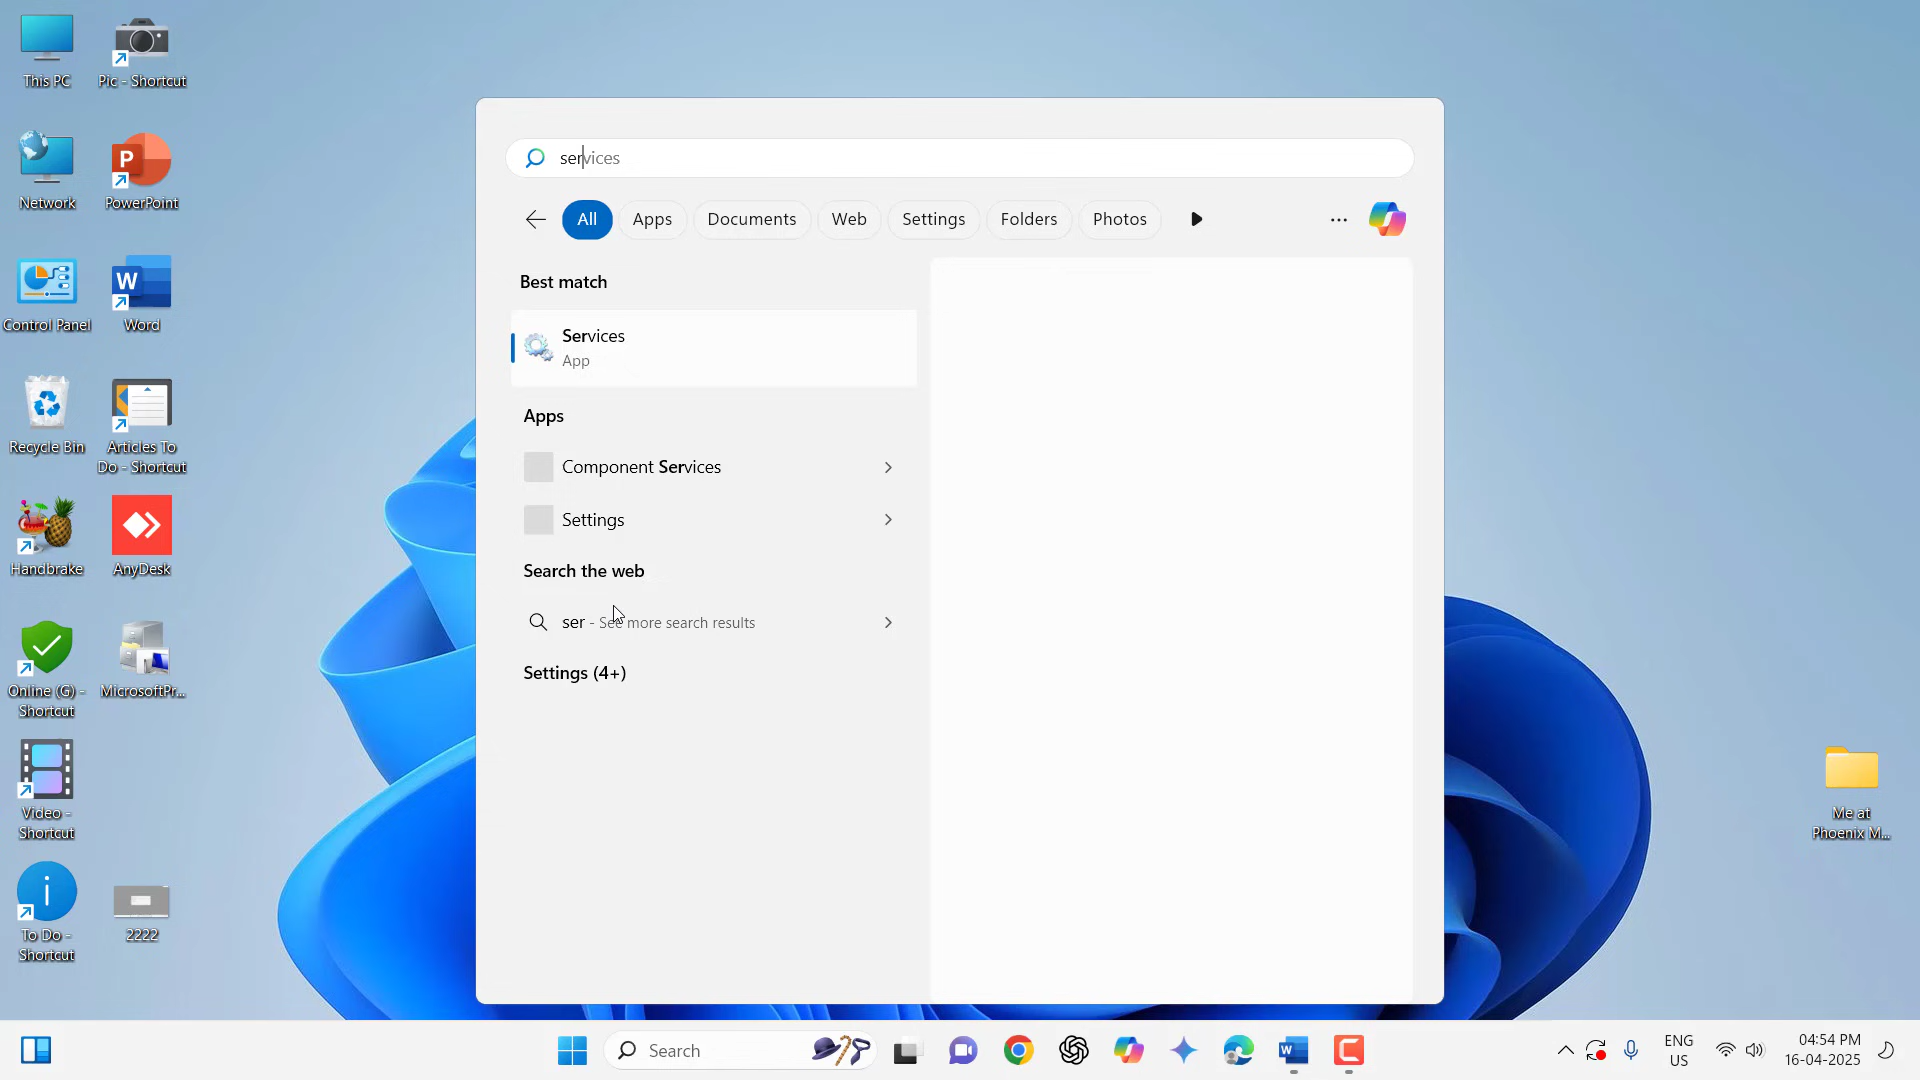 This PC
Pic - Shortcut
Network
PowerPoint
Control Panel
Word
Recycle Bin
Articles To
Do - Shortcut
Handbrake
AnyDesk
Online (G) -
Shortcut
MicrosoftPr...
Video -
Shortcut
To Do -
Shortcut
2222
services
All
Apps
Documents
Web
Settings
Folders
Photos
Best match
Services
App
Apps
Component Services
Settings
Search the web
ser - See more search results
Settings (4+)
Me at
Phoenix M...
Search
ENG
US
04:54 PM
16-04-2025